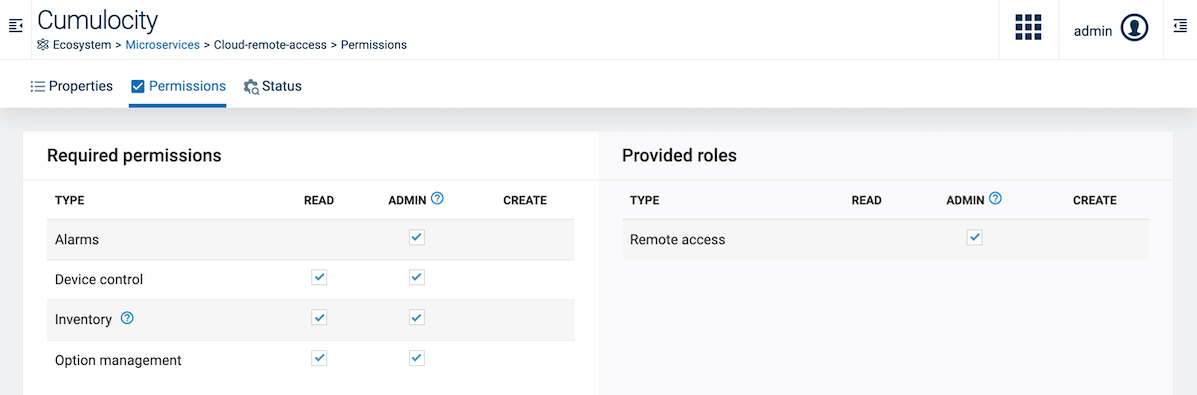 Cumulocity
Ecosystem > Microservices > Cloud-remote-access > Permissions
admin
Properties Permissions Status
Required permissions
TYPE READ ADMIN ? CREATE
Alarms
Device control
Inventory ?
Option management
Provided roles
TYPE READ ADMIN ? CREATE
Remote access